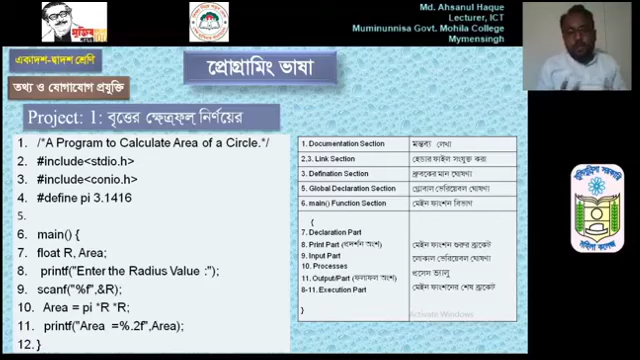 Md. Ahsanul Haque
Lecturer, ICT
Muminunnisa Govt. Mohila College
Mymensingh
একাদশ-দ্বাদশ শ্রেণি
প্রোগ্রামিং ভাষা
তথ্য ও যোগাযোগ প্রযুক্তি
Project: 1: বৃত্তের ক্ষেত্রফল নির্ণয়ের
1. /*A Program to Calculate Area of a Circle.*/
2. #include<stdio.h>
3. #include<conio.h>
4. #define pi 3.1416
5.
6. main() {
7. float R, Area;
8. printf("Enter the Radius Value :");
9. scanf("%f",&R);
10. Area = pi *R *R;
11. printf("Area =%.2f",Area);
12. }
1. Documentation Section মন্তব্য লেখা
2,3. Link Section হেডার ফাইল সংযুক্ত করা
3. Defination Section ধ্রুবকের মান ঘোষণা
5. Global Declaration Section গ্লোবাল ভেরিয়েবল ঘোষণা
6. main() Function Section মেইন ফাংশন বিভাগ
{
7. Declaration Part
8. Print Part (প্রদর্শন অংশ) মেইন ফাংশন শুরুর ব্র্যাকেট
9. Input Part লোকাল ভেরিয়েবল ঘোষণা
10. Processes প্রসেস ভ্যালু
11. Output/Part (ফলাফল অংশ) মেইন ফাংশনের শেষ ব্র্যাকেট
8-11. Execution Part
}
Activate Windows